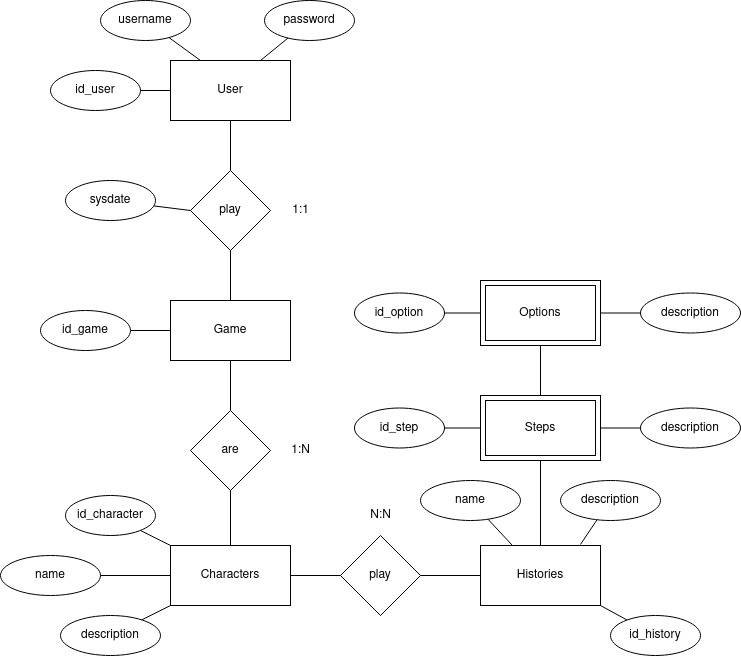 username
password
id_user
User
sysdate
play
1:1
id_game
Game
id_option
Options
description
are
1:N
id_step
Steps
description
name
description
id_character
N:N
name
Characters
play
Histories
description
id_history